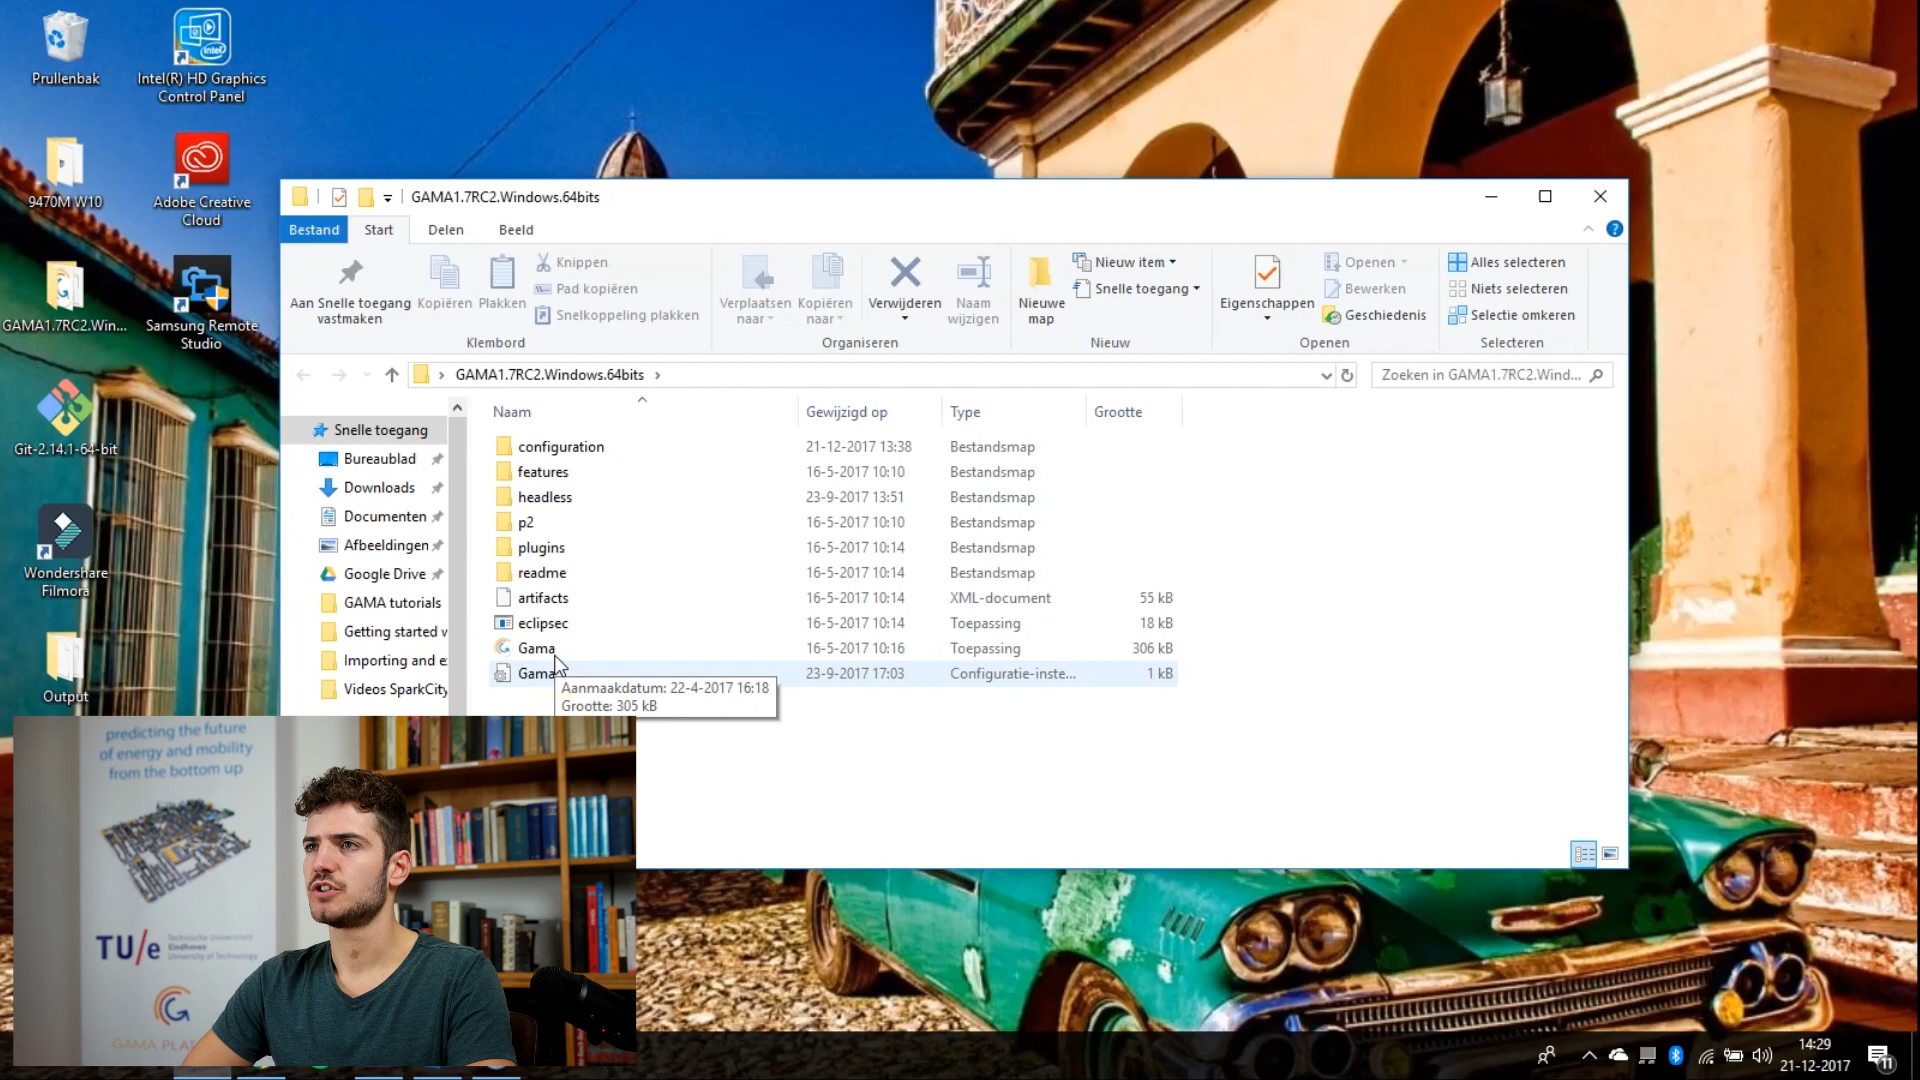 Prullenbak
Intel(R) HD Graphics
Control Panel
9470M W10
Adobe Creative
Cloud
GAMA1.7RC2.Win...
Samsung Remote
Studio
Git-2.14.1-64-bit
Wondershare
Filmora
Output
GAMA1.7RC2.Windows.64bits
Bestand
Start
Delen
Beeld
Aan Snelle toegang
vastmaken
Kopiëren
Plakken
Knippen
Pad kopiëren
Snelkoppeling plakken
Klembord
Verplaatsen
naar
Kopiëren
naar
Verwijderen
Naam
wijzigen
Organiseren
Nieuwe
map
Nieuw item
Snelle toegang
Nieuw
Eigenschappen
Openen
Bewerken
Geschiedenis
Openen
Alles selecteren
Niets selecteren
Selectie omkeren
Selecteren
GAMA1.7RC2.Windows.64bits
Zoeken in GAMA1.7RC2.Wind...
Snelle toegang
Bureaublad
Downloads
Documenten
Afbeeldingen
Google Drive
GAMA tutorials
Getting started v
Importing and e
Videos SparkCity
Naam Gewijzigd op Type Grootte
configuration 21-12-2017 13:38 Bestandsmap
features 16-5-2017 10:10 Bestandsmap
headless 23-9-2017 13:51 Bestandsmap
p2 16-5-2017 10:10 Bestandsmap
plugins 16-5-2017 10:14 Bestandsmap
readme 16-5-2017 10:14 Bestandsmap
artifacts 16-5-2017 10:14 XML-document 55 kB
eclipsec 16-5-2017 10:14 Toepassing 18 kB
Gama 16-5-2017 10:16 Toepassing 306 kB
Gama 23-9-2017 17:03 Configuratie-inste... 1 kB
Aanmaakdatum: 22-4-2017 16:18
Grootte: 305 kB
predicting the future
of energy and mobility
from the bottom up
TU/e
Technische Universiteit
Eindhoven
University of Technology
GAMA PLAT
14:29
21-12-2017
11